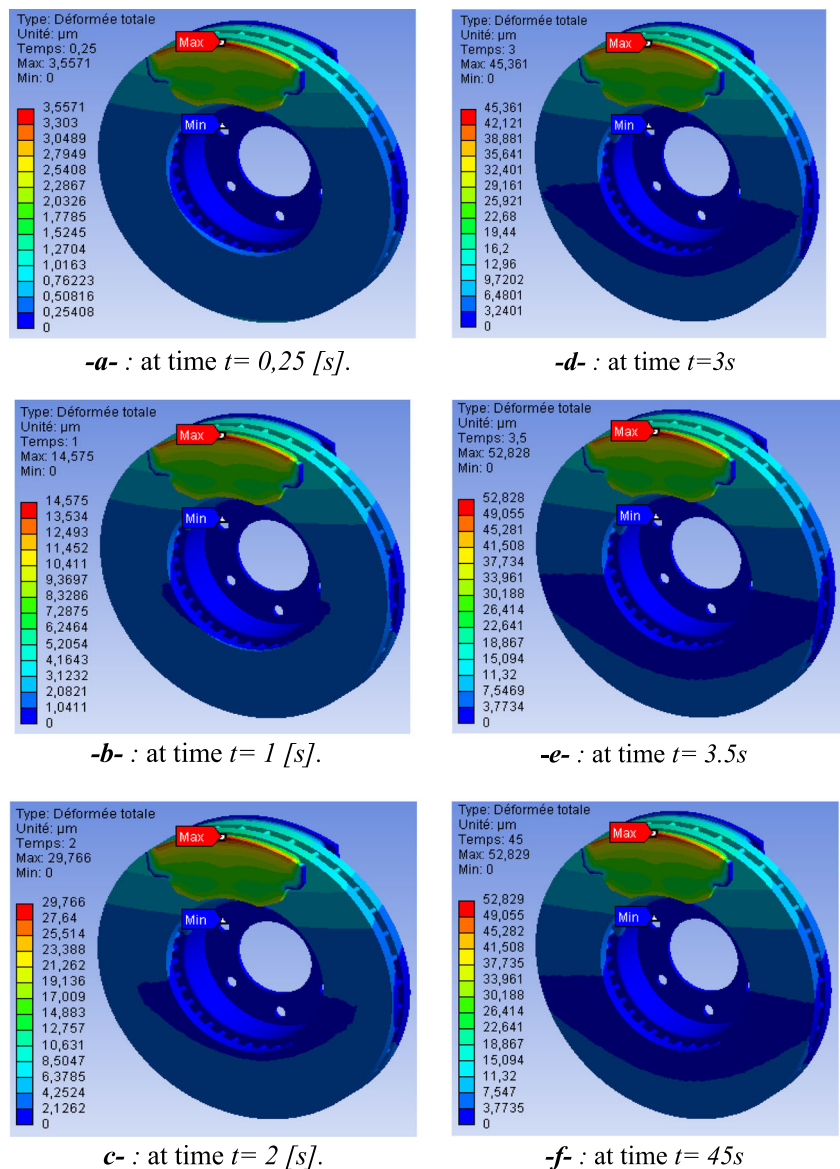 Type: Déformée totale
Unité: µm
Temps: 0,25
Max: 3,5571
Min: 0
Max
Min
3,5571
3,303
3,0489
2,7949
2,5408
2,2867
2,0326
1,7785
1,5245
1,2704
1,0163
0,76223
0,50816
0,25408
0
-a- : at time t= 0,25 [s].
Type: Déformée totale
Unité: µm
Temps: 3
Max: 45,361
Min: 0
Max
Min
45,361
42,121
38,881
35,641
32,401
29,161
25,921
22,68
19,44
16,2
12,96
9,7202
6,4801
3,2401
0
-d- : at time t=3s
Type: Déformée totale
Unité: µm
Temps: 1
Max: 14,575
Min: 0
Max
Min
14,575
13,534
12,493
11,452
10,411
9,3697
8,3286
7,2875
6,2464
5,2054
4,1643
3,1232
2,0821
1,0411
0
-b- : at time t= 1 [s].
Type: Déformée totale
Unité: µm
Temps: 3,5
Max: 52,828
Min: 0
Max
Min
52,828
49,055
45,281
41,508
37,734
33,961
30,188
26,414
22,641
18,867
15,094
11,32
7,5469
3,7734
0
-e- : at time t= 3.5s
Type: Déformée totale
Unité: µm
Temps: 2
Max: 29,766
Min: 0
Max
Min
29,766
27,64
25,514
23,388
21,262
19,136
17,009
14,883
12,757
10,631
8,5047
6,3785
4,2524
2,1262
0
c- : at time t= 2 [s].
Type: Déformée totale
Unité: µm
Temps: 45
Max: 52,829
Min: 0
Max
Min
52,829
49,055
45,282
41,508
37,735
33,961
30,188
26,414
22,641
18,867
15,094
11,32
7,547
3,7735
0
-f- : at time t= 45s